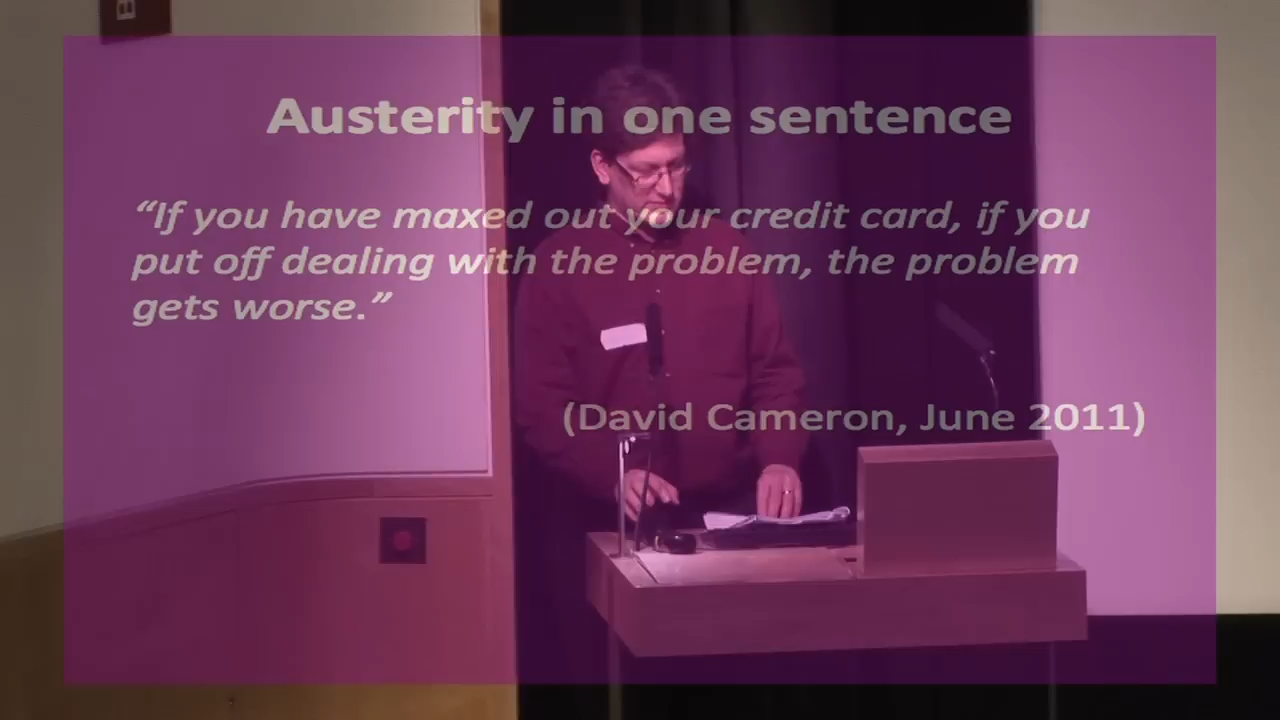 Austerity in one sentence
“If you have maxed out your credit card, if you
put off dealing with the problem, the problem
gets worse.”
(David Cameron, June 2011)